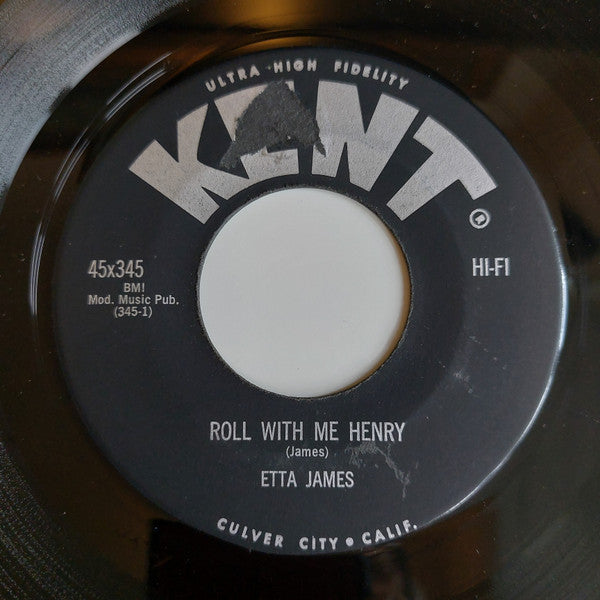 ULTRA HIGH FIDELITY
KENT
®
45x345
BMI
Mod. Music Pub.
(345-1)
HI-FI
ROLL WITH ME HENRY
(James)
ETTA JAMES
CULVER CITY • CALIF.